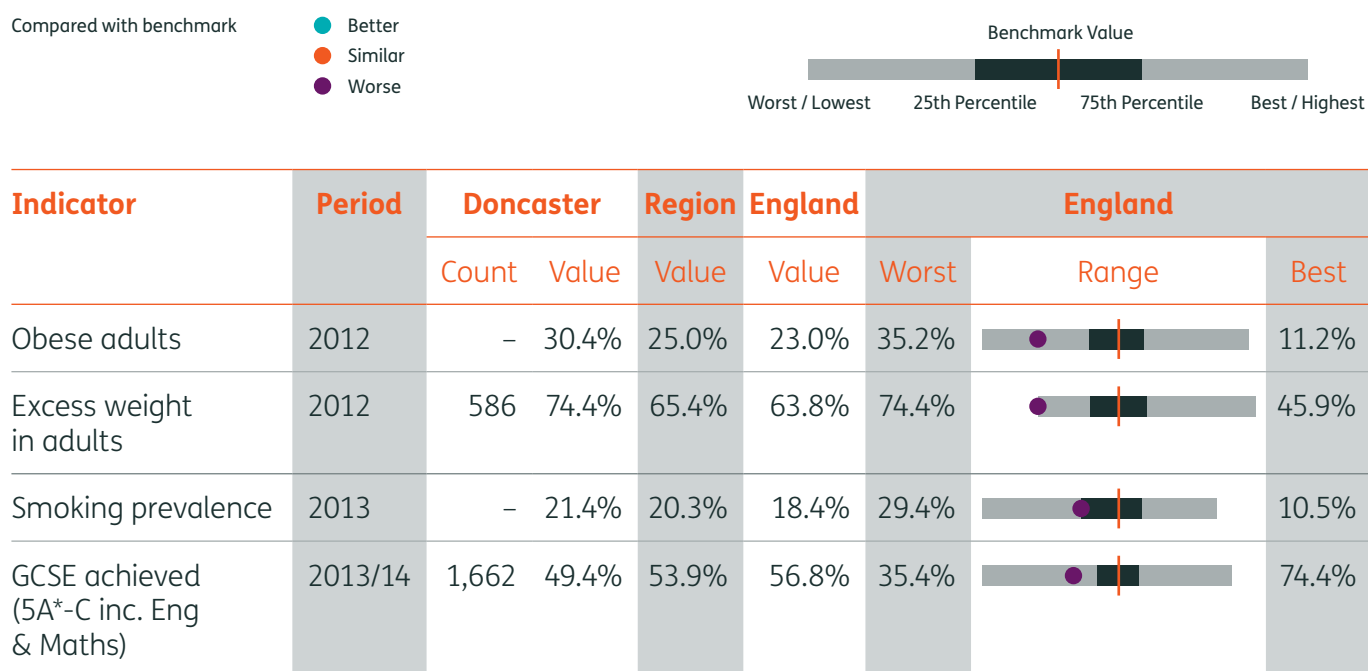 Compared with benchmark
Better
Similar
Worse
Benchmark Value
Worst / Lowest 25th Percentile 75th Percentile Best / Highest
Indicator Period Doncaster Region England England
Count Value Value Value Worst Range Best
Obese adults 2012 – 30.4% 25.0% 23.0% 35.2% 11.2%
Excess weight 2012 586 74.4% 65.4% 63.8% 74.4% 45.9%
in adults
Smoking prevalence 2013 – 21.4% 20.3% 18.4% 29.4% 10.5%
GCSE achieved 2013/14 1,662 49.4% 53.9% 56.8% 35.4% 74.4%
(5A*-C inc. Eng
& Maths)